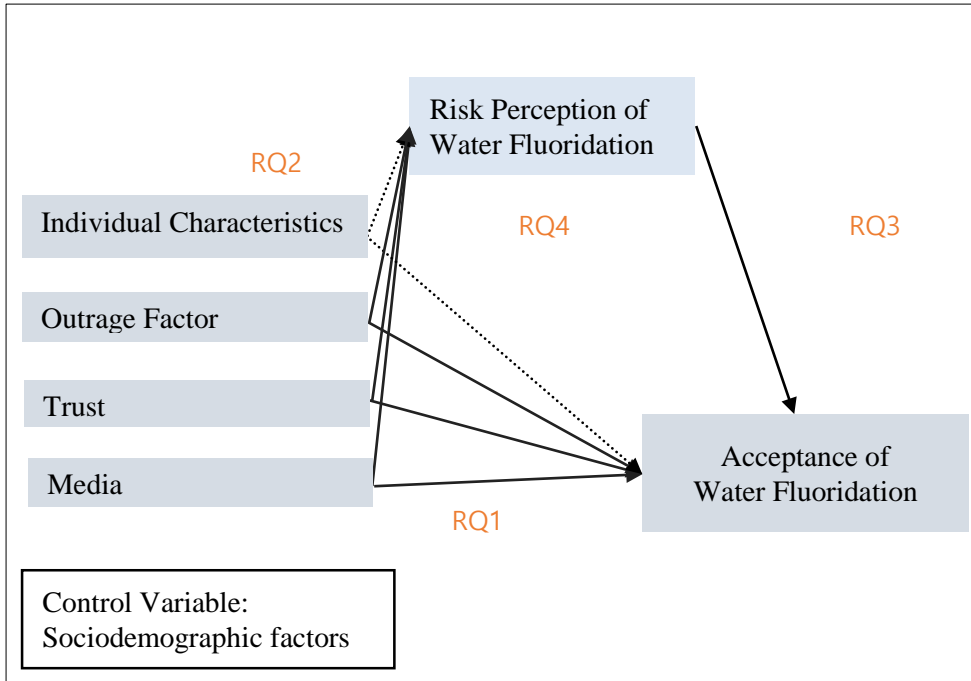 Risk Perception of
Water Fluoridation
RQ2
Individual Characteristics
RQ4
RQ3
Outrage Factor
Trust
Acceptance of
Water Fluoridation
Media
RQ1
Control Variable:
Sociodemographic factors